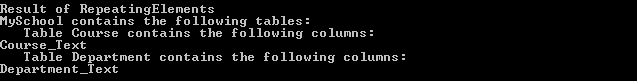 Result of RepeatingElements
MySchool contains the following tables:
   Table Course contains the following columns:
Course_Text
   Table Department contains the following columns:
Department_Text